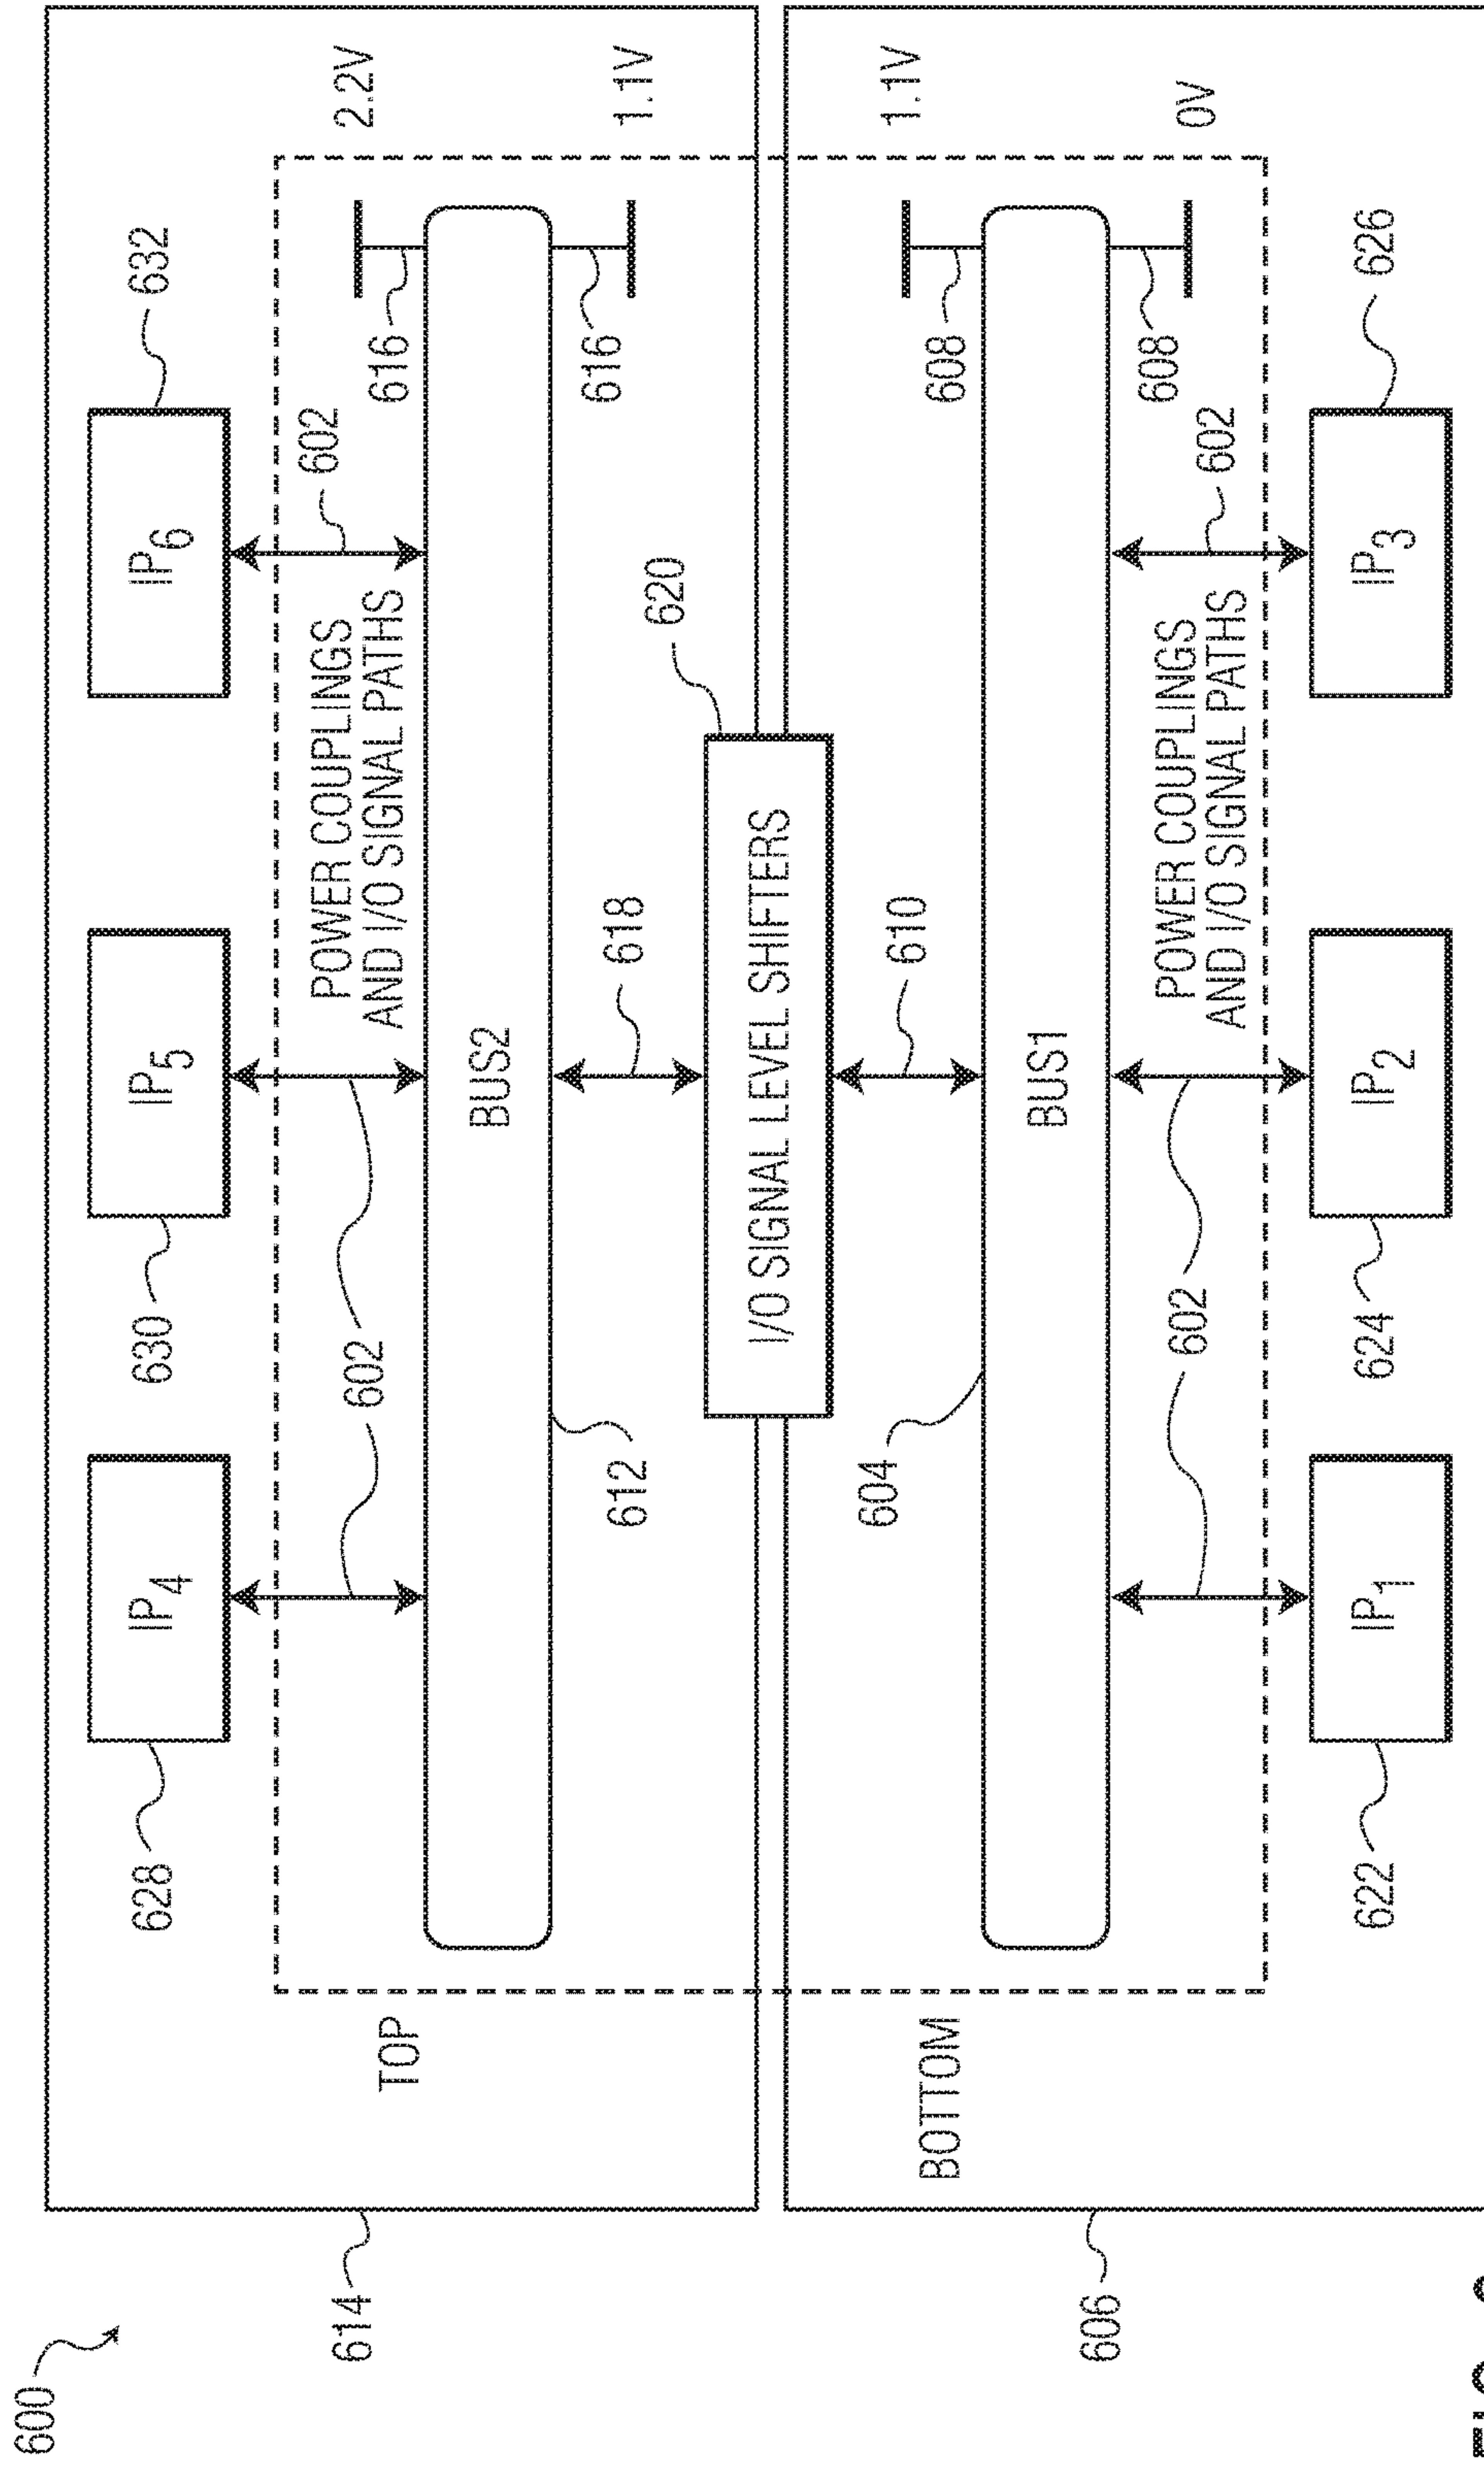 600
628
630
632
IP4
IP5
IP6
614
TOP
602
POWER COUPLINGS
AND I/O SIGNAL PATHS
602
616
2.2V
BUS2
612
618
616
1.1V
620
I/O SIGNAL LEVEL SHIFTERS
604
610
608
1.1V
BOTTOM
BUS1
606
602
POWER COUPLINGS
AND I/O SIGNAL PATHS
602
608
0V
IP1
IP2
IP3
622
624
626